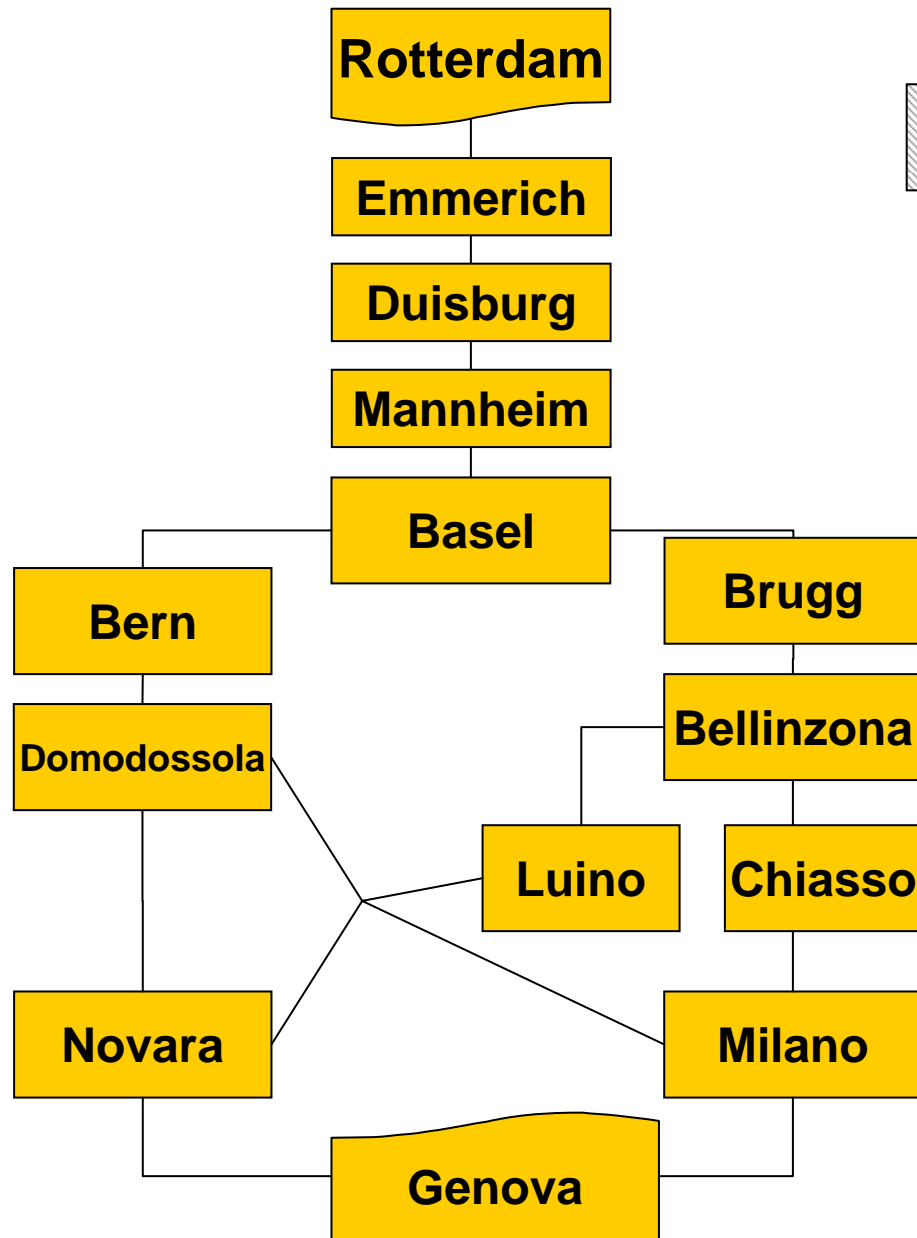 Rotterdam
Emmerich
Duisburg
Mannheim
Basel
Bern
Brugg
Domodossola
Bellinzona
Luino
Chiasso
Novara
Milano
Genova